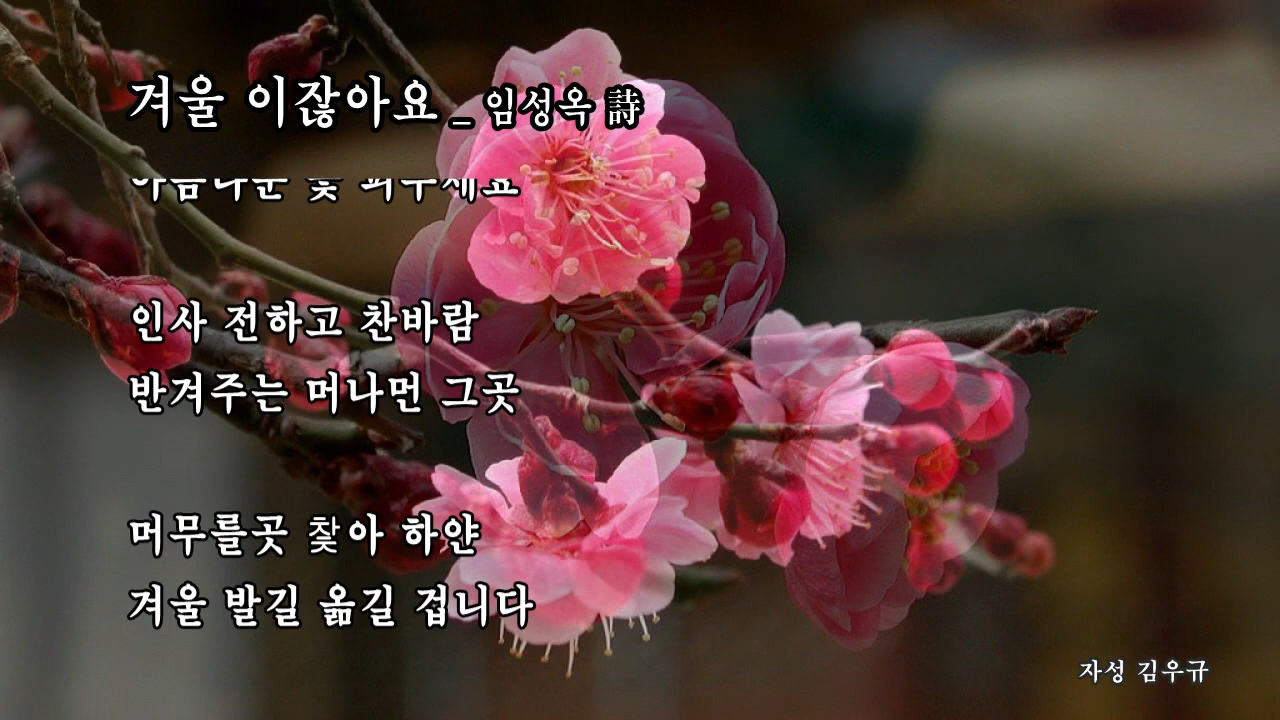 겨울 이잖아요 _ 임성옥 詩
꽃
인사 전하고 찬바람
반겨주는 머나먼 그곳
머무를곳 찿아 하얀
겨울 발길 옮길 겁니다
자성 김우규